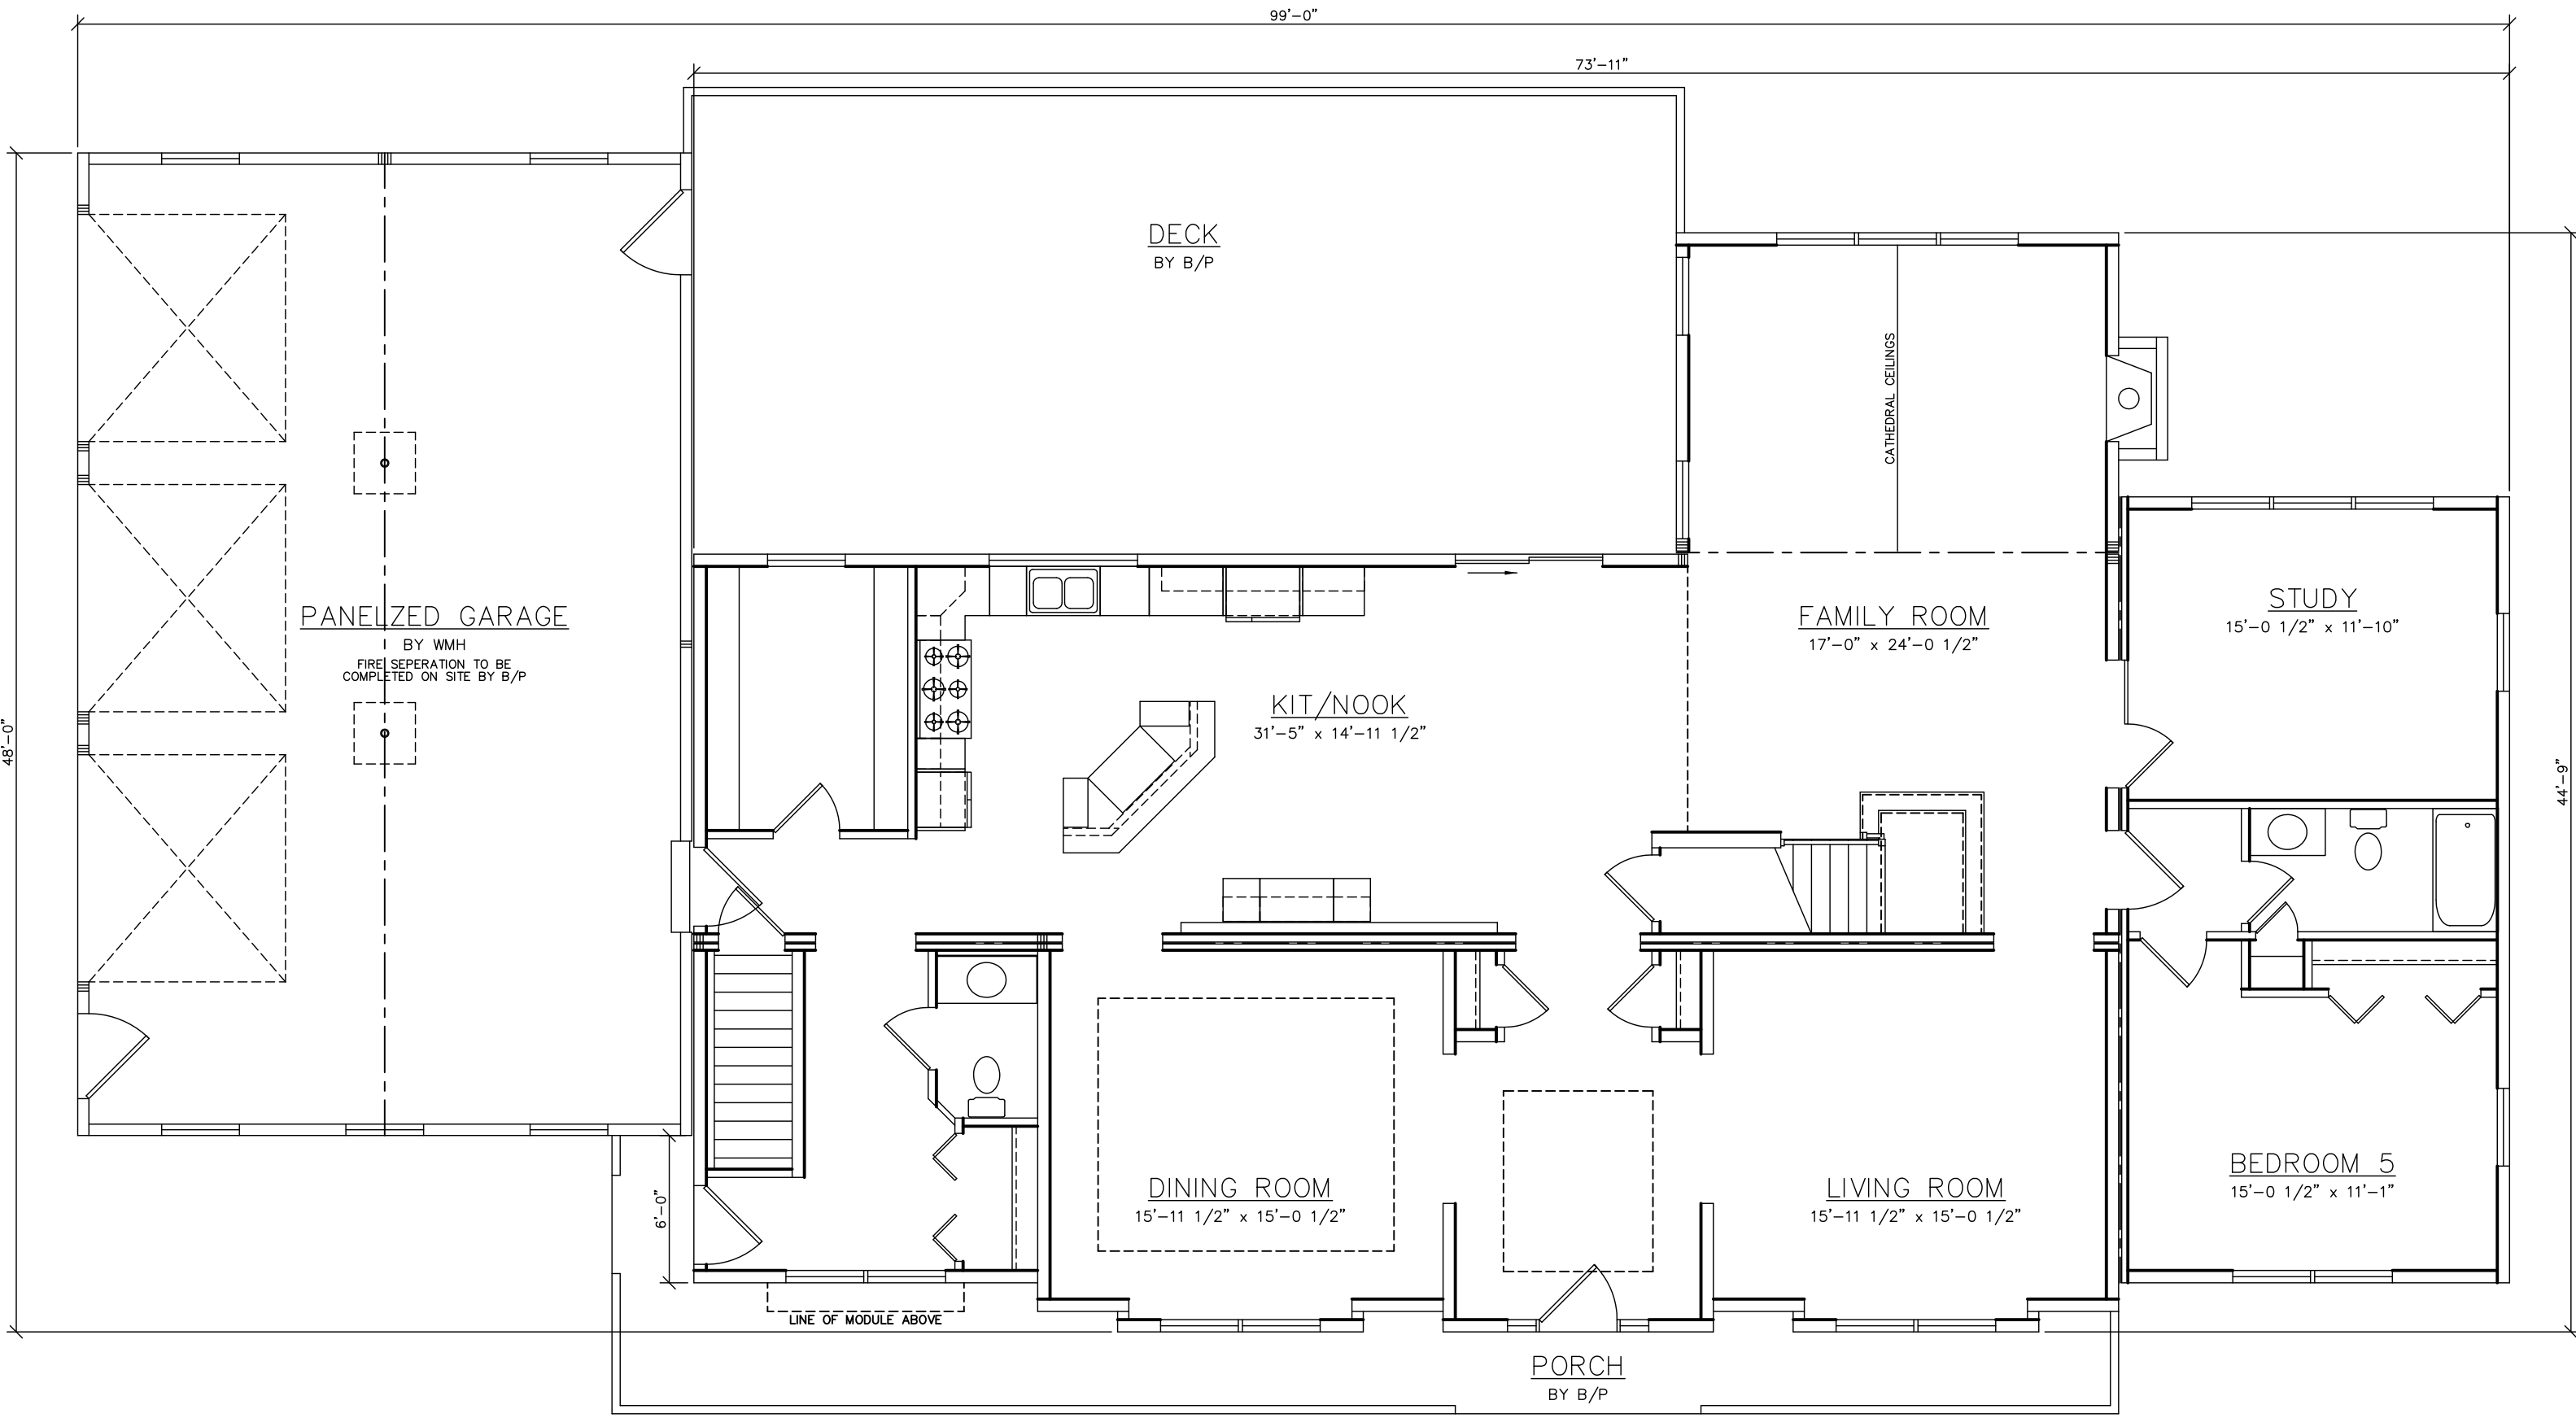 99'-0"
73'-11"
DECK
BY B/P
CATHEDRAL CEILINGS
PANELZED GARAGE
BY WMH
FIRE SEPERATION TO BE
COMPLETED ON SITE BY B/P
STUDY
15'-0 1/2" x 11'-10"
FAMILY ROOM
17'-0" x 24'-0 1/2"
KIT/NOOK
31'-5" x 14'-11 1/2"
48'-0"
44'-9"
BEDROOM 5
15'-0 1/2" x 11'-1"
DINING ROOM
15'-11 1/2" x 15'-0 1/2"
LIVING ROOM
15'-11 1/2" x 15'-0 1/2"
6'-0"
LINE OF MODULE ABOVE
PORCH
BY B/P